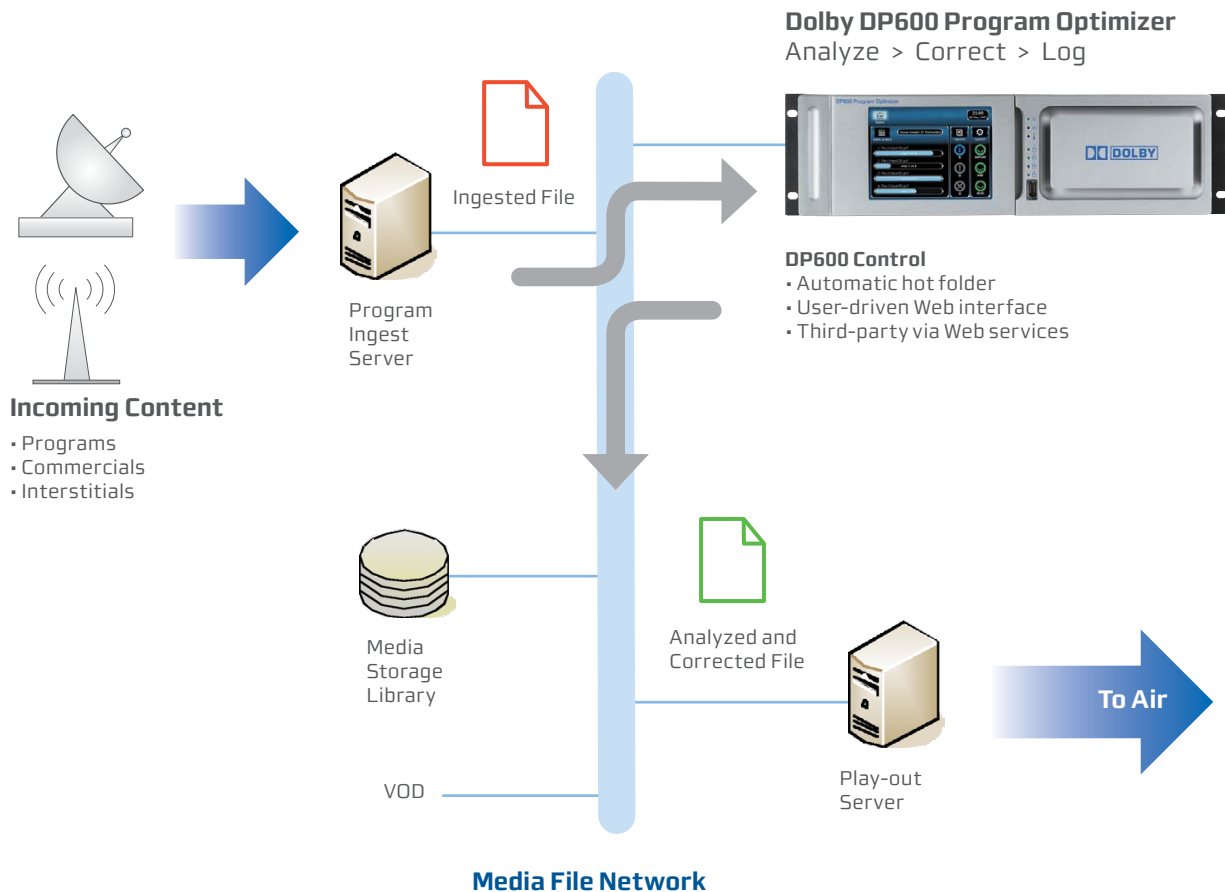 Dolby DP600 Program Optimizer
Analyze > Correct > Log
DP600 Program Optimizer
DOLBY
Ingested File
Program
Ingest
Server
DP600 Control
• Automatic hot folder
• User-driven Web interface
• Third-party via Web services
Incoming Content
• Programs
• Commercials
• Interstitials
Media
Storage
Library
Analyzed and
Corrected File
To Air
VOD
Play-out
Server
Media File Network